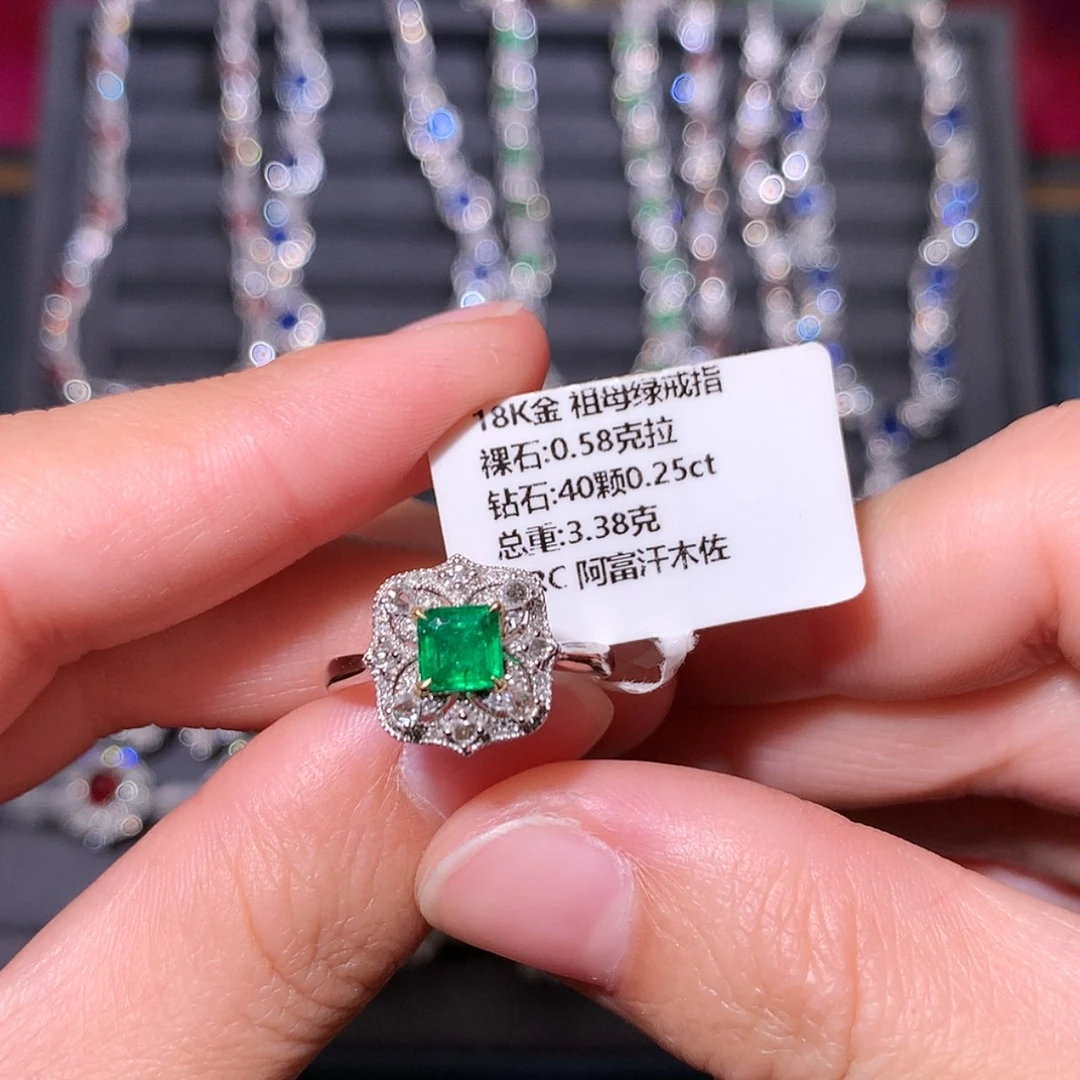 18K金 祖母绿戒指
裸石:0.58克拉
钻石:40颗0.25ct
总重:3.38克
阿富汗木佐